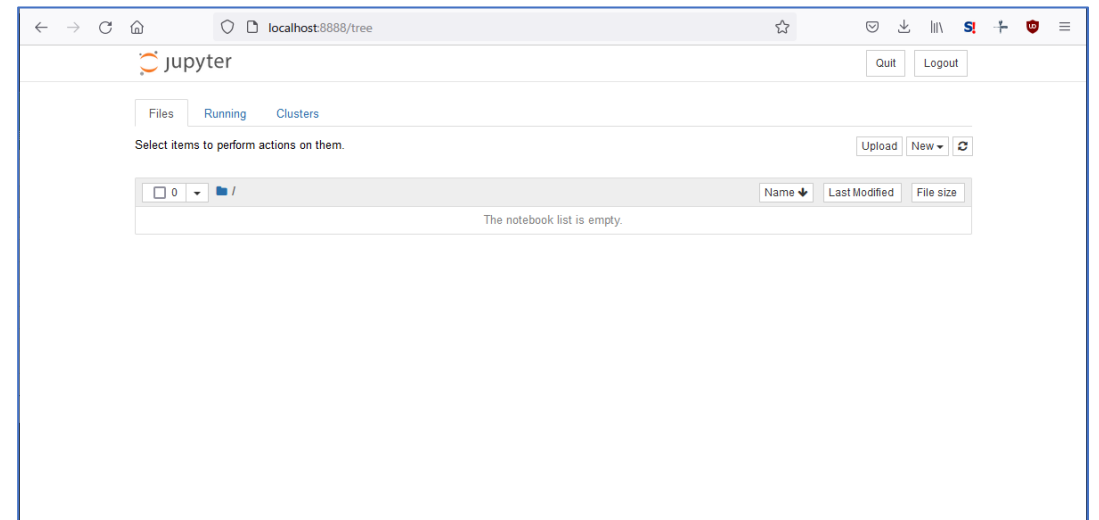 localhost:8888/tree
S!
UD
jupyter
Quit Logout
Files Running Clusters
Select items to perform actions on them.
Upload New
0 / Name Last Modified File size
The notebook list is empty.